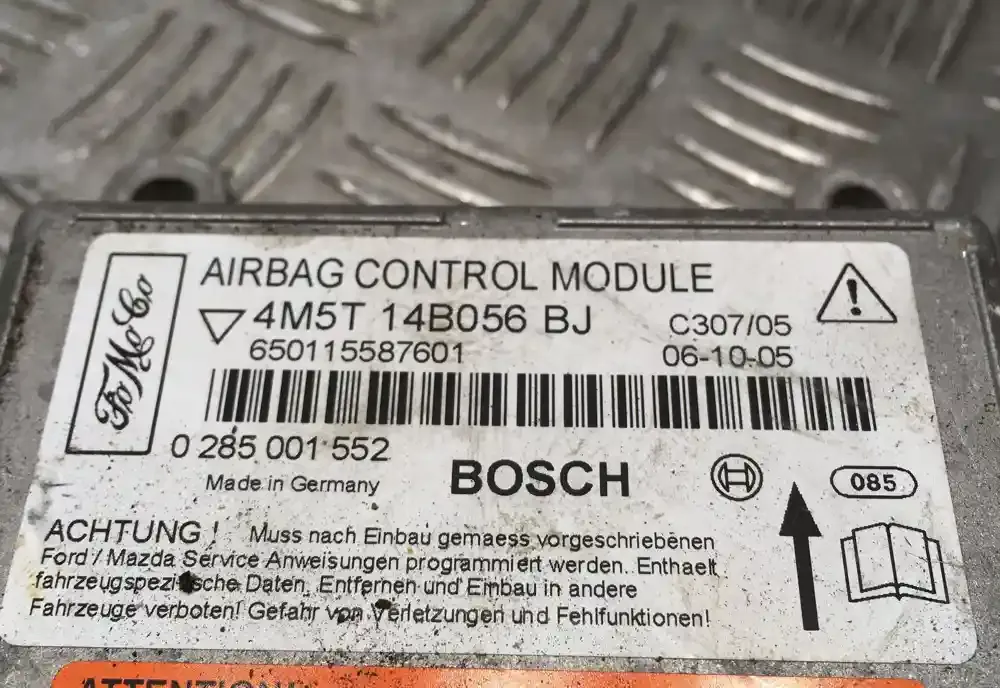 FoMoCo
AIRBAG CONTROL MODULE
4M5T 14B056 BJ
C307/05
650115587601
06-10-05
0 285 001 552
Made in Germany
BOSCH
085
ACHTUNG! Muss nach Einbau gemaess vorgeschriebenen
Ford / Mazda Service Anweisungen programmiert werden. Enthaelt
fahrzeugspezifische Daten. Entfernen und Einbau in andere
Fahrzeuge verboten! Gefahr von Verletzungen und Fehlfunktionen!
ATTENTION!